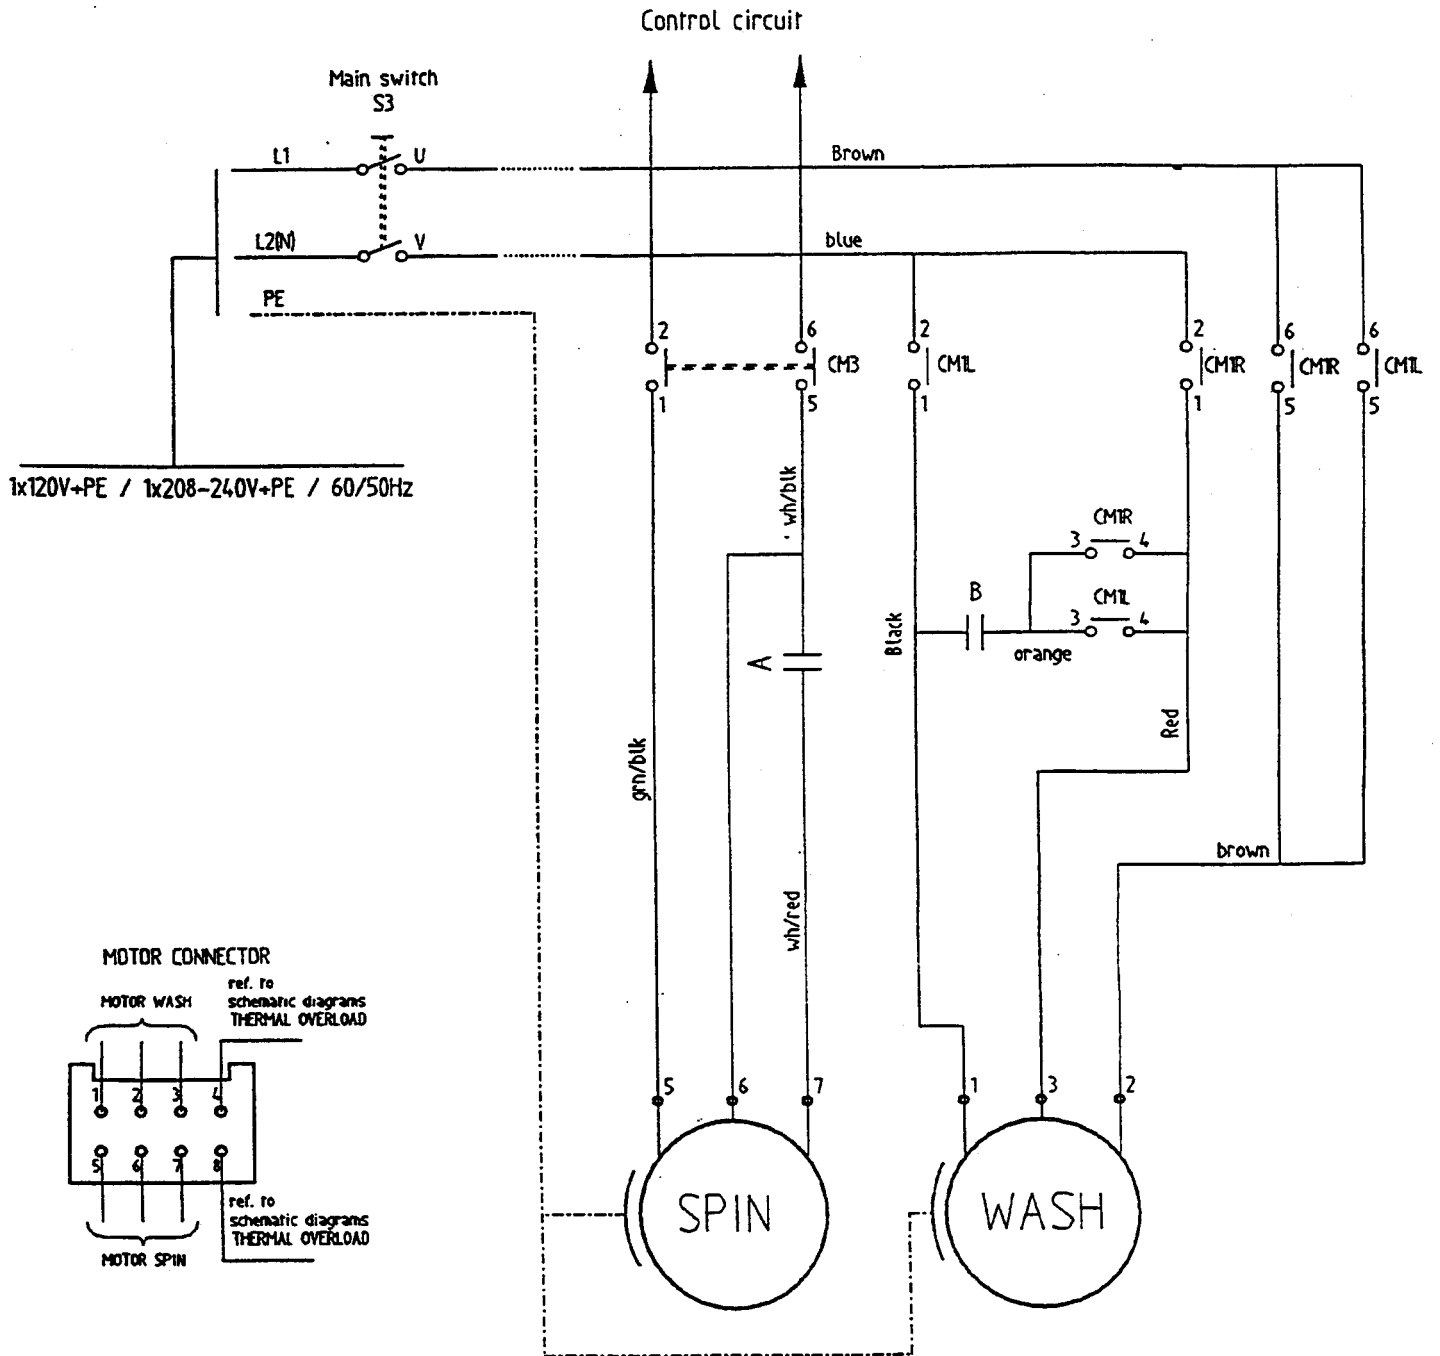 Control circuit
Main switch
S3
L1
U
Brown
L2(N)
V
blue
PE
2
6
2
2
6
6
CM3
CM1L
CM1R
CM1R
CM1L
1
5
1
1
5
5
1x120V+PE / 1x208-240V+PE / 60/50Hz
wh/blk
CM1R
3
4
B
CM1L
3
4
Black
orange
A
Red
grn/blk
brown
wh/red
MOTOR CONNECTOR
ref. to
schematic diagrams
THERMAL OVERLOAD
MOTOR WASH
1
2
3
4
5
6
7
8
ref. to
schematic diagrams
THERMAL OVERLOAD
MOTOR SPIN
5
6
7
1
3
2
SPIN
WASH